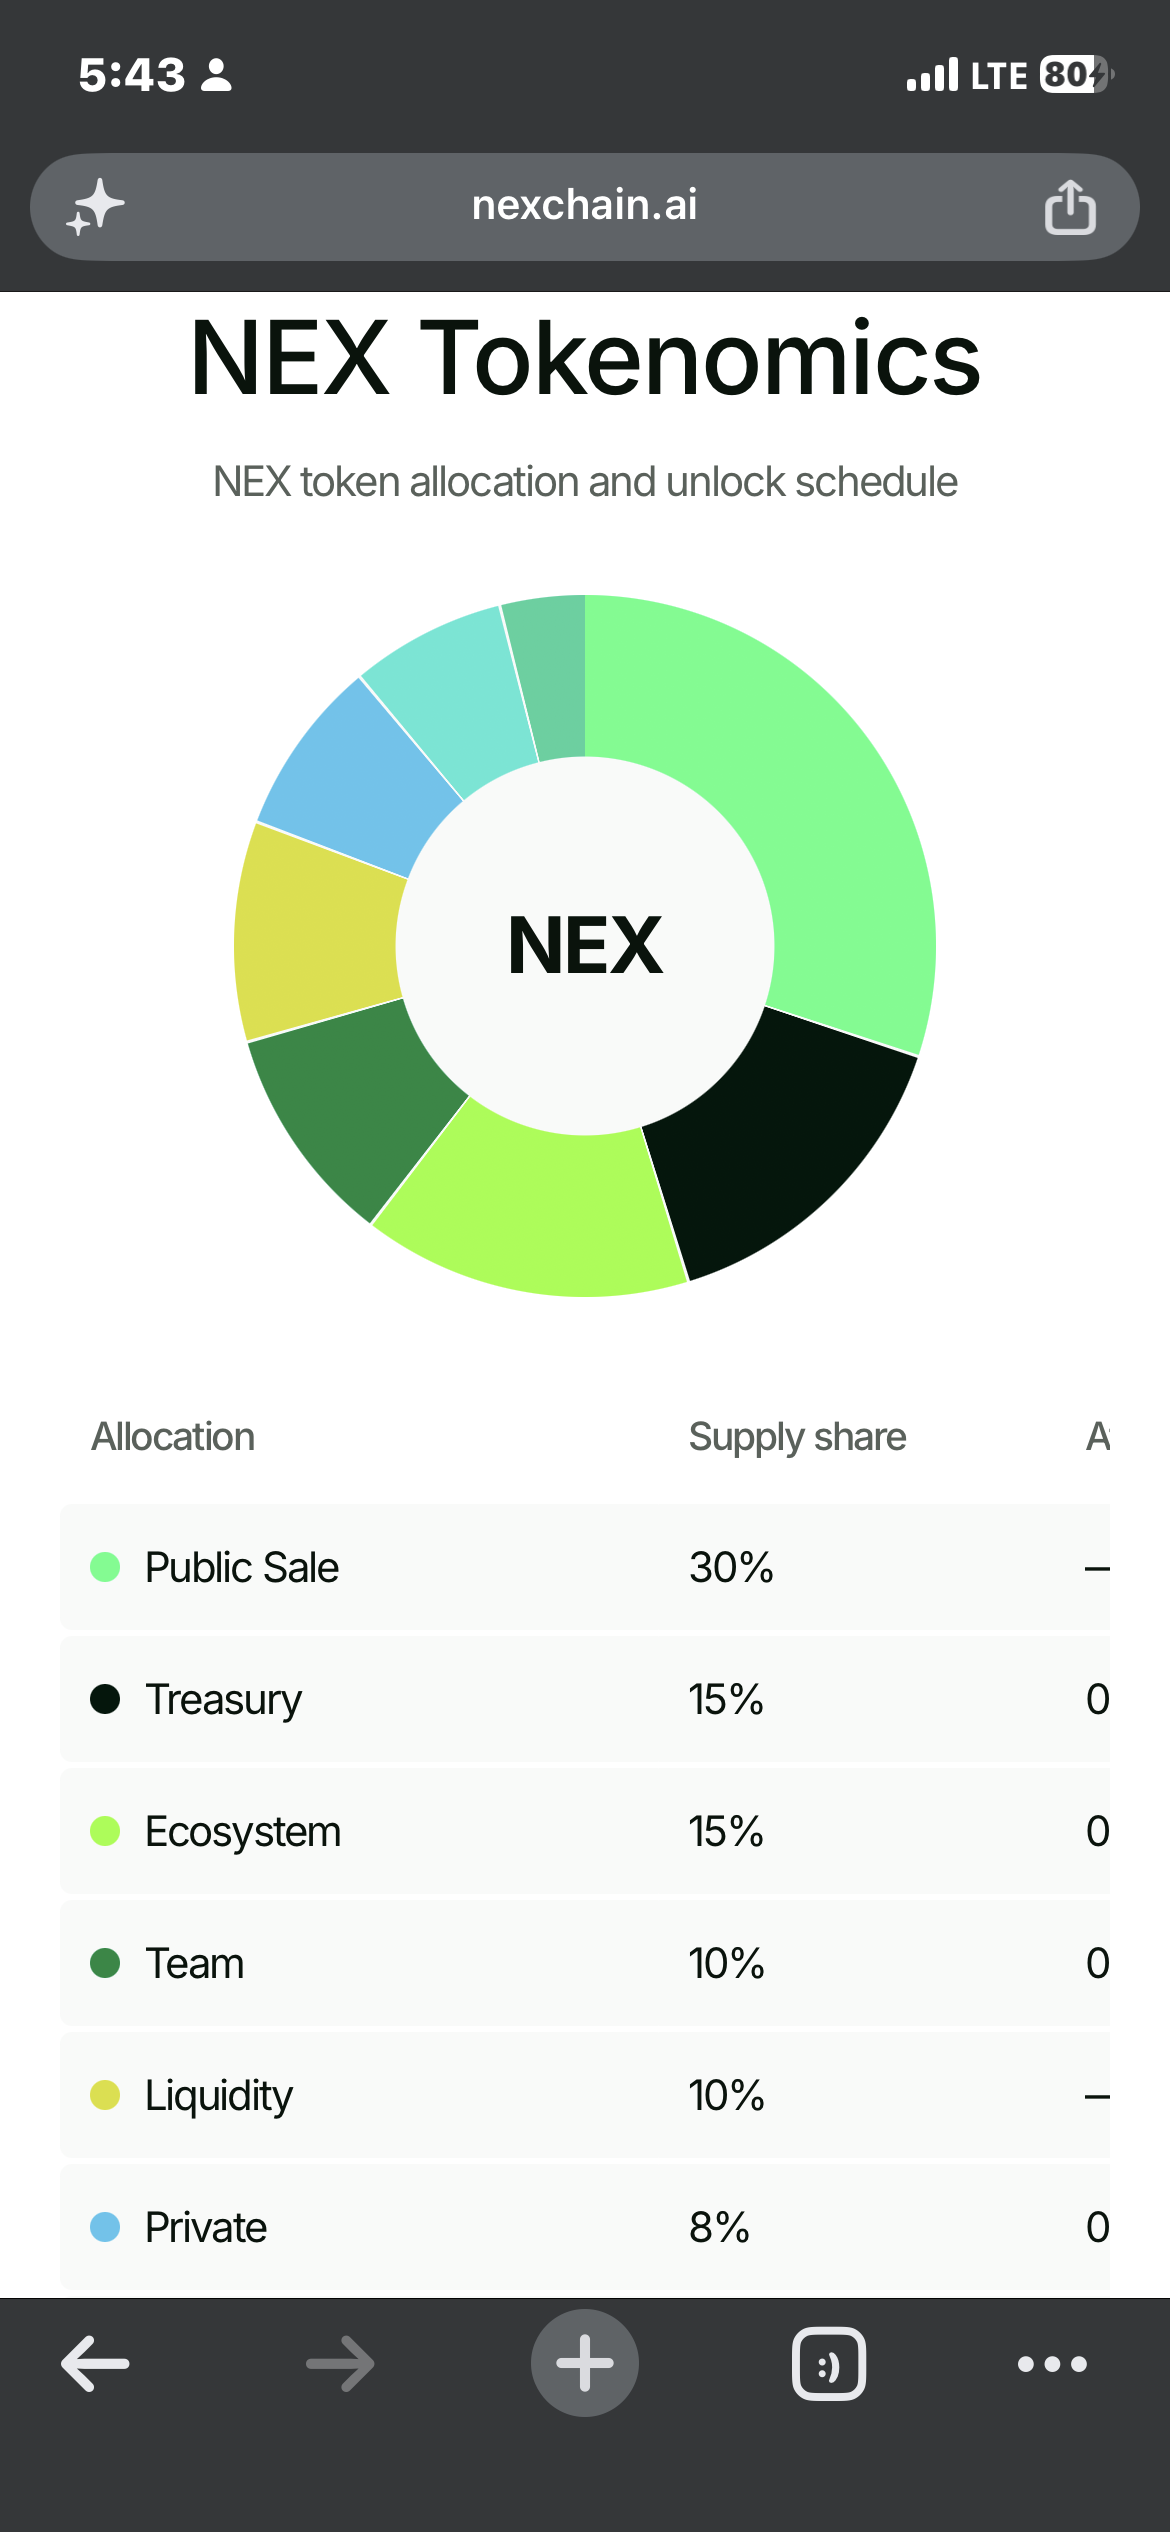 5:43
LTE 80
nexchain.ai
NEX Tokenomics
NEX token allocation and unlock schedule
NEX
Allocation Supply share
Public Sale 30% —
Treasury 15% 0
Ecosystem 15% 0
Team 10% 0
Liquidity 10% —
Private 8% 0
:)